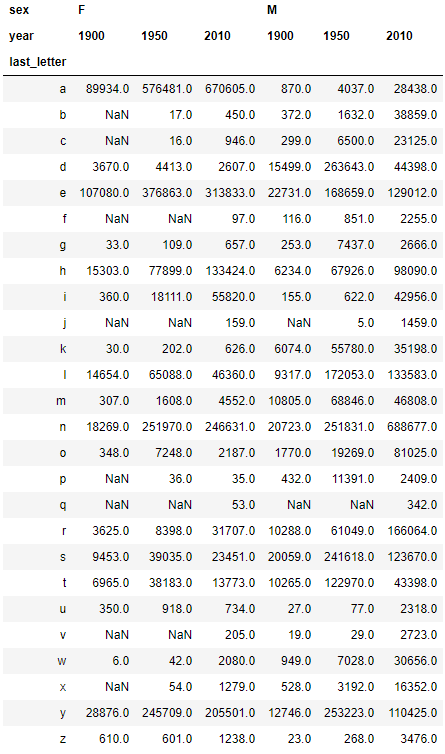 sex F M
year 1900 1950 2010 1900 1950 2010
last_letter
a 89934.0 576481.0 670605.0 870.0 4037.0 28438.0
b NaN 17.0 450.0 372.0 1632.0 38859.0
c NaN 16.0 946.0 299.0 6500.0 23125.0
d 3670.0 4413.0 2607.0 15499.0 263643.0 44398.0
e 107080.0 376863.0 313833.0 22731.0 168659.0 129012.0
f NaN NaN 97.0 116.0 851.0 2255.0
g 33.0 109.0 657.0 253.0 7437.0 2666.0
h 15303.0 77899.0 133424.0 6234.0 67926.0 98090.0
i 360.0 18111.0 55820.0 155.0 622.0 42956.0
j NaN NaN 159.0 NaN 5.0 1459.0
k 30.0 202.0 626.0 6074.0 55780.0 35198.0
l 14654.0 65088.0 46360.0 9317.0 172053.0 133583.0
m 307.0 1608.0 4552.0 10805.0 68846.0 46808.0
n 18269.0 251970.0 246631.0 20723.0 251831.0 688677.0
o 348.0 7248.0 2187.0 1770.0 19269.0 81025.0
p NaN 36.0 35.0 432.0 11391.0 2409.0
q NaN NaN 53.0 NaN NaN 342.0
r 3625.0 8398.0 31707.0 10288.0 61049.0 166064.0
s 9453.0 39035.0 23451.0 20059.0 241618.0 123670.0
t 6965.0 38183.0 13773.0 10265.0 122970.0 43398.0
u 350.0 918.0 734.0 27.0 77.0 2318.0
v NaN NaN 205.0 19.0 29.0 2723.0
w 6.0 42.0 2080.0 949.0 7028.0 30656.0
x NaN 54.0 1279.0 528.0 3192.0 16352.0
y 28876.0 245709.0 205501.0 12746.0 253223.0 110425.0
z 610.0 601.0 1238.0 23.0 268.0 3476.0